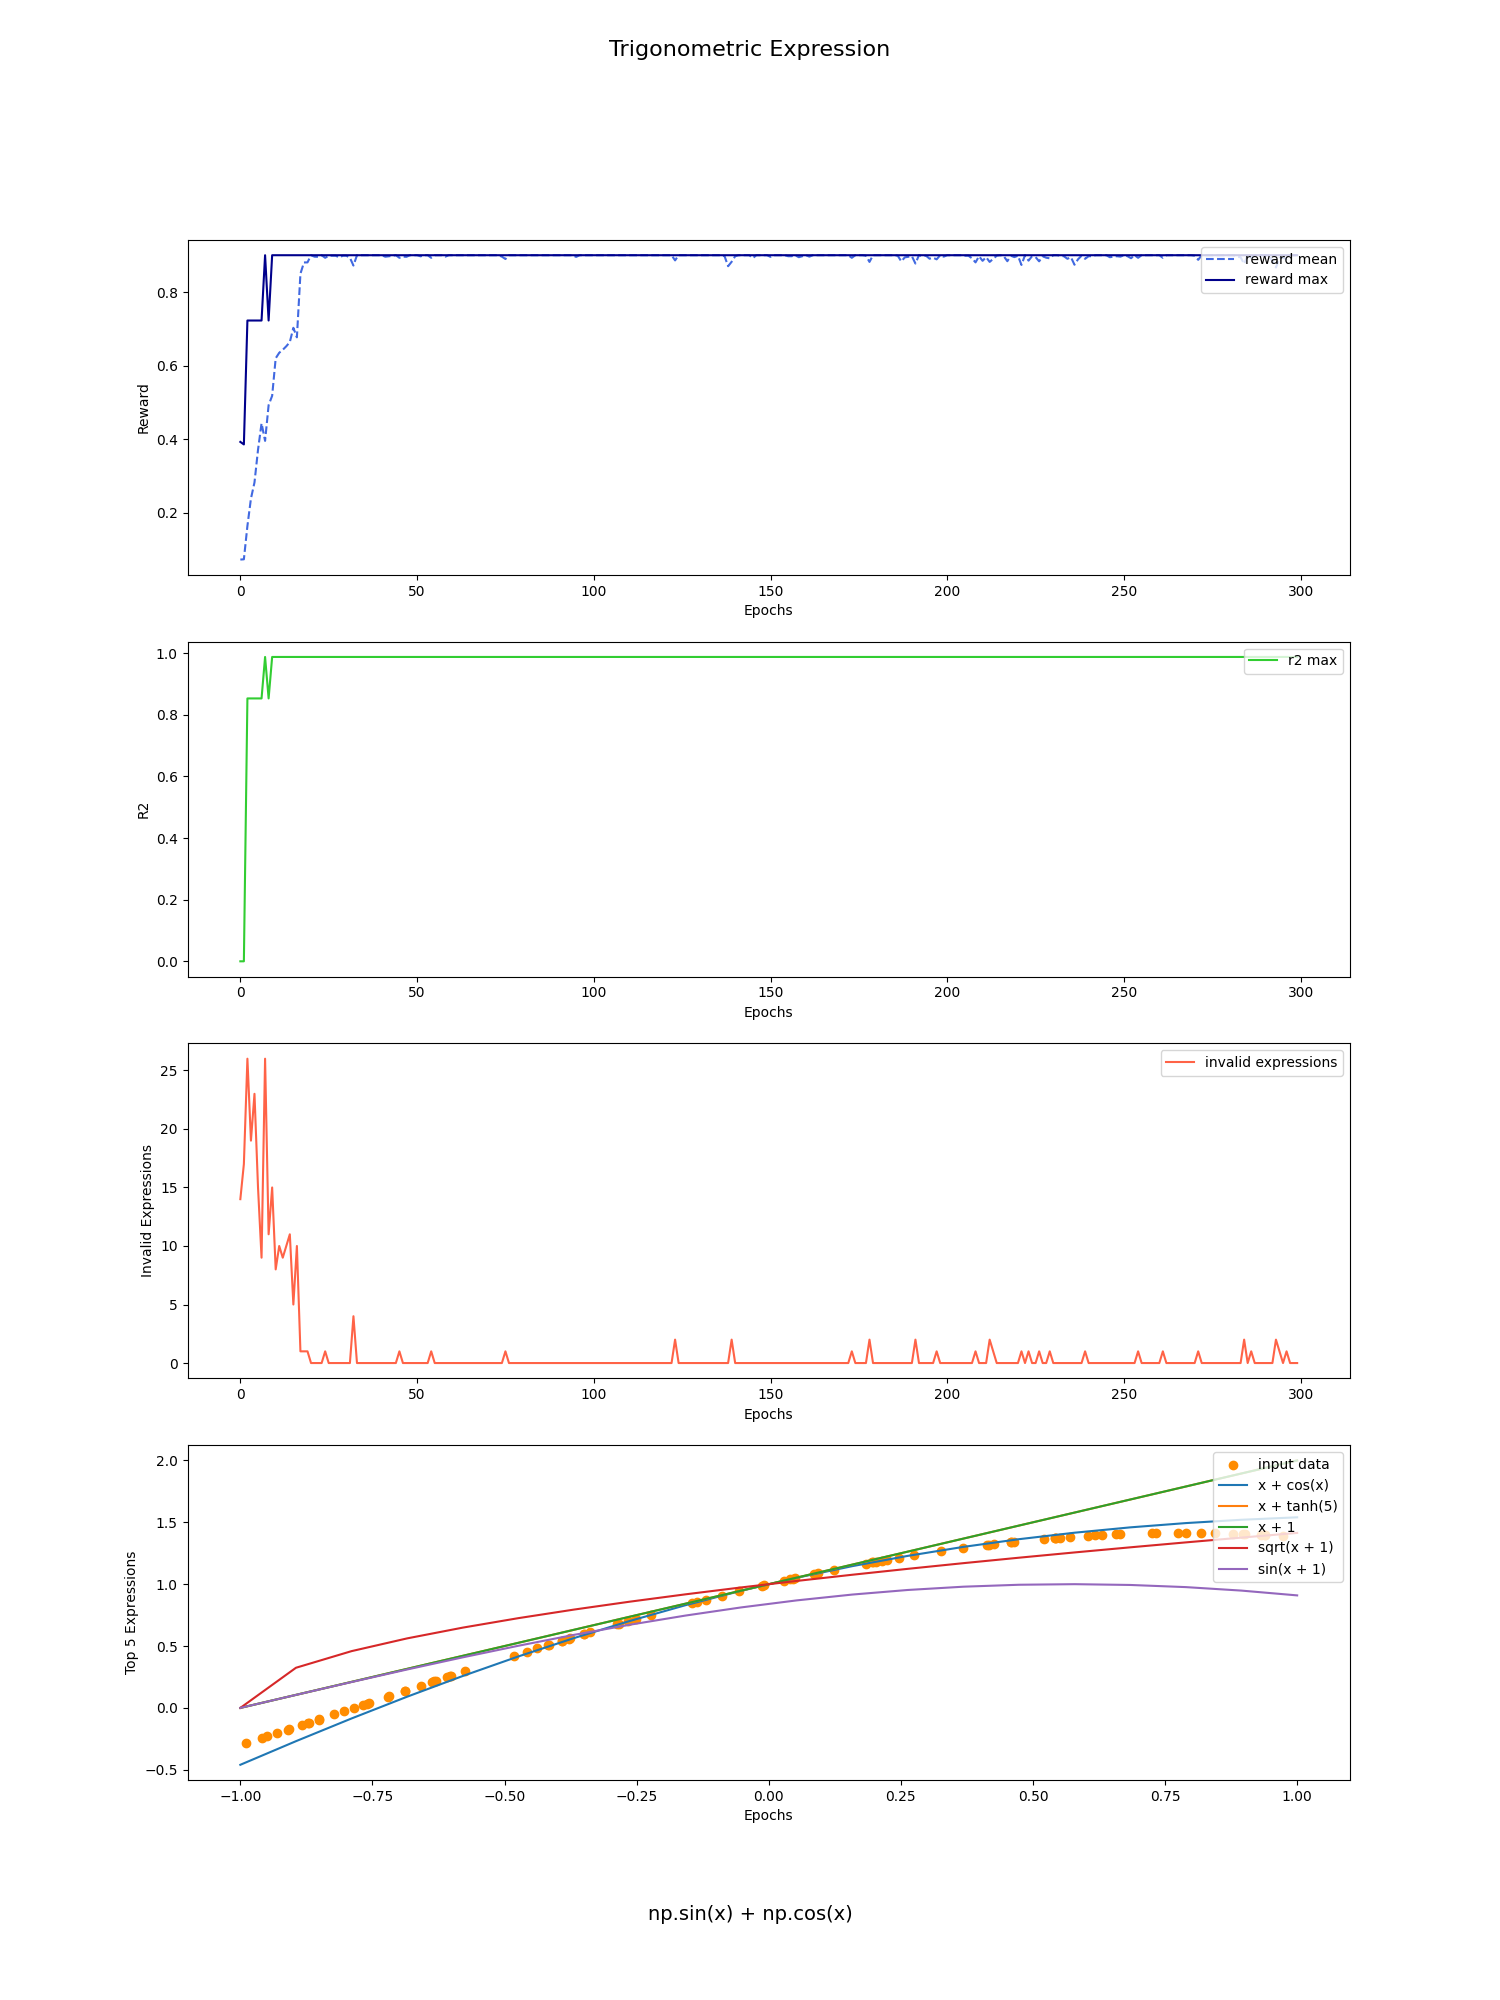 Trigonometric Expression
0.8
0.6
0.4
0.2
Reward
reward mean
reward max
0 50 100 150 200 250 300
Epochs
1.0
0.8
0.6
0.4
0.2
0.0
R2
r2 max
0 50 100 150 200 250 300
Epochs
25
20
15
10
5
0
Invalid Expressions
invalid expressions
0 50 100 150 200 250 300
Epochs
2.0
1.5
1.0
0.5
0.0
−0.5
Top 5 Expressions
input data
x + cos(x)
x + tanh(5)
x + 1
sqrt(x + 1)
sin(x + 1)
−1.00 −0.75 −0.50 −0.25 0.00 0.25 0.50 0.75 1.00
Epochs
np.sin(x) + np.cos(x)